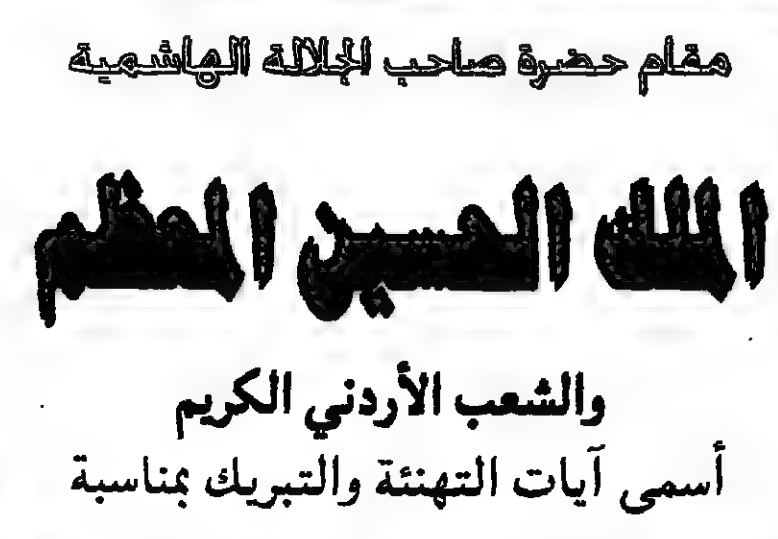 مقام حضرة صاحب الجلالة الهاشمية
الملك الحسين المعظم
والشعب الأردني الكريم
أسمى آيات التهنئة والتبريك بمناسبة